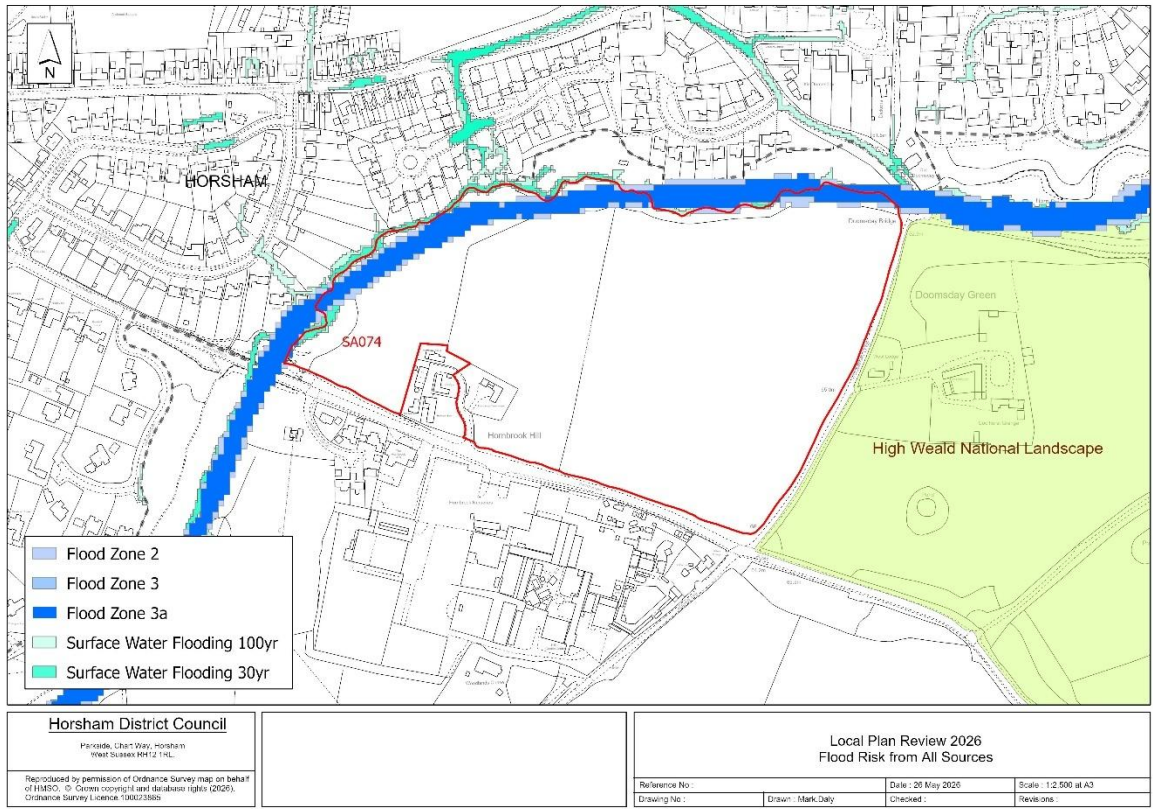 N
HORSHAM
SA074
Doomsday Bridge
Doomsday Green
Hornbrook Hill
High Weald National Landscape
Flood Zone 2
Flood Zone 3
Flood Zone 3a
Surface Water Flooding 100yr
Surface Water Flooding 30yr
Horsham District Council
Parkside, Chart Way, Horsham
West Sussex RH12 1RL.
Reproduced by permission of Ordnance Survey map on behalf
of HMSO. © Crown copyright and database rights (2026).
Ordnance Survey Licence.100023865
Local Plan Review 2026
Flood Risk from All Sources
Reference No :
Date : 26 May 2026
Scale : 1:2,500 at A3
Drawing No :
Drawn : Mark.Daly
Checked :
Revisions :